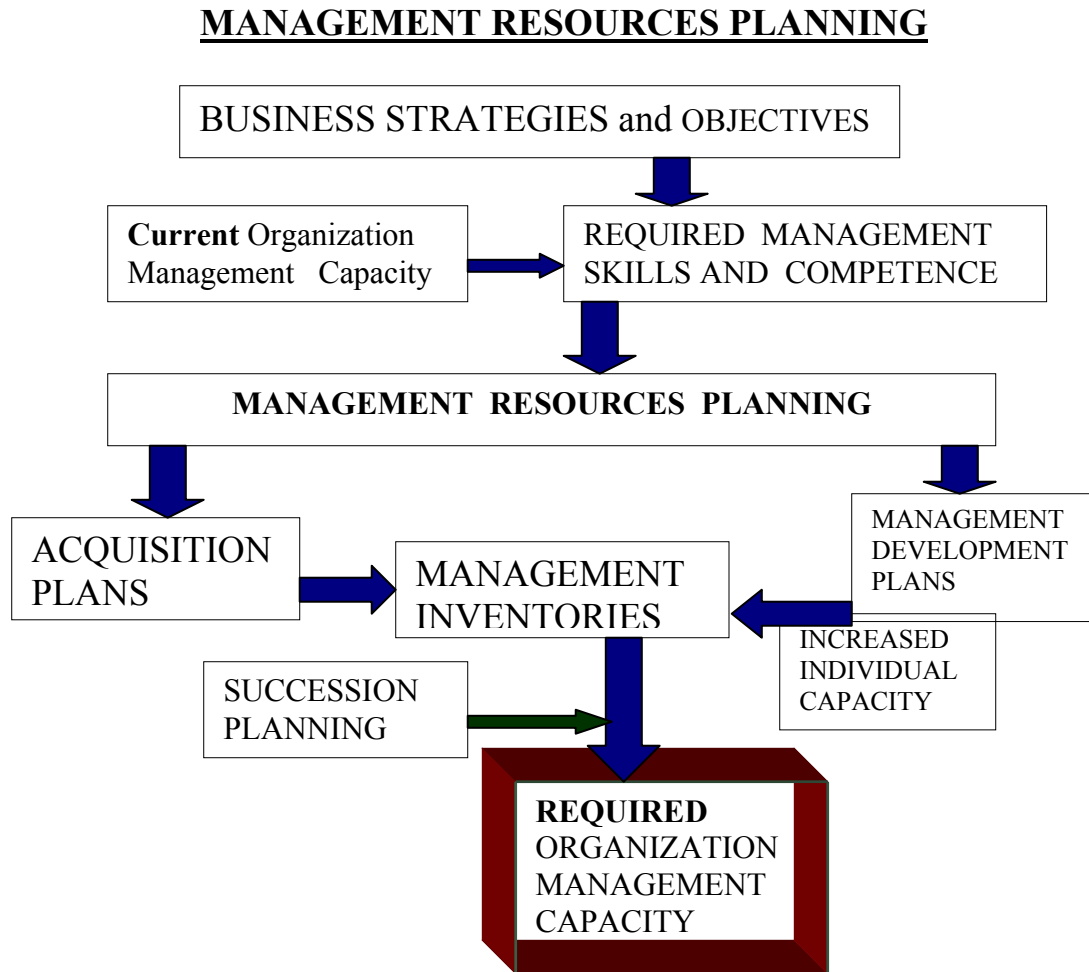 MANAGEMENT RESOURCES PLANNING
BUSINESS STRATEGIES and OBJECTIVES
Current Organization
Management Capacity
REQUIRED MANAGEMENT
SKILLS AND COMPETENCE
MANAGEMENT RESOURCES PLANNING
ACQUISITION
PLANS
MANAGEMENT
INVENTORIES
MANAGEMENT
DEVELOPMENT
PLANS
INCREASED
INDIVIDUAL
CAPACITY
SUCCESSION
PLANNING
REQUIRED
ORGANIZATION
MANAGEMENT
CAPACITY